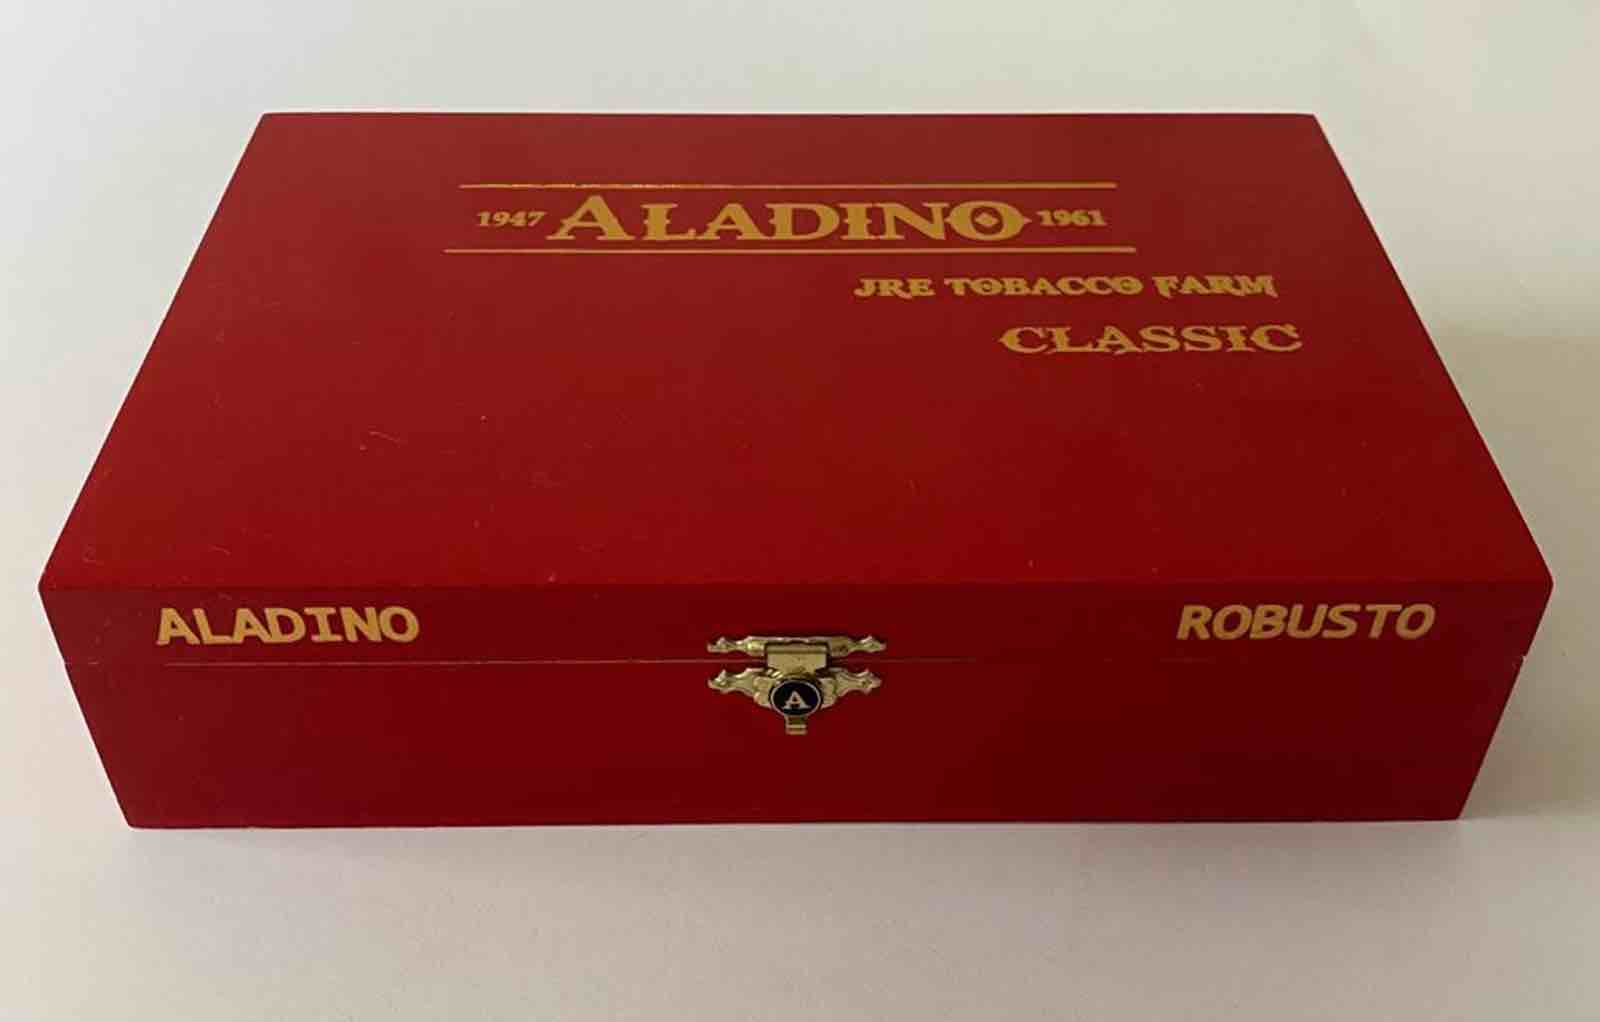 1947 ALADINO 1961
JRE TOBACCO FARM
CLASSIC
ALADINO
ROBUSTO
A